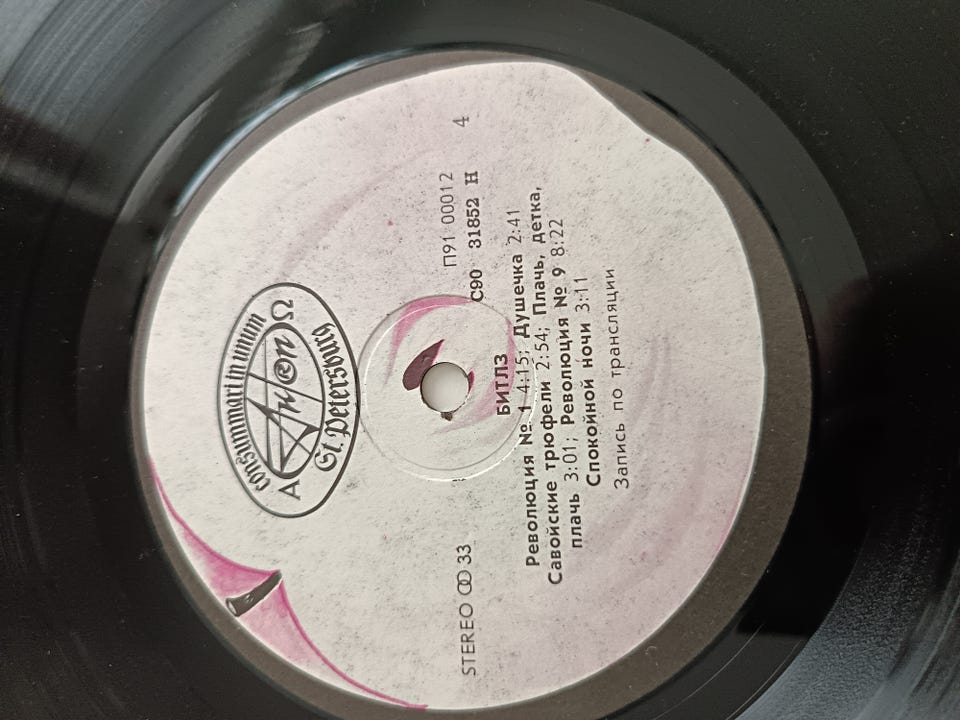 consummari in unum
Anton
Α Ω
St. Petersburg
П91 00012
STEREO 33 С90 31852 Н 4
БИТЛЗ
Революция № 1 4:15; Душечка 2:41
Савойские трюфели 2:54; Плачь, детка,
плачь 3:01; Революция № 9 8:22
Спокойной ночи 3:11
Запись по трансляции